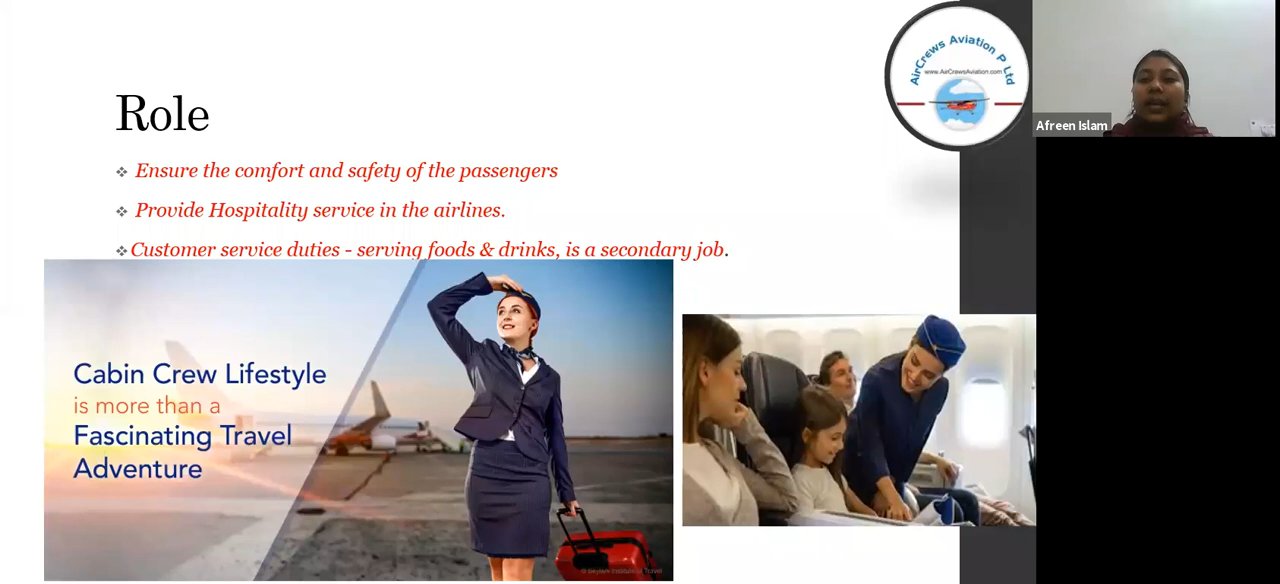 Role
❖ Ensure the comfort and safety of the passengers
❖ Provide Hospitality service in the airlines.
❖ Customer service duties - serving foods & drinks, is a secondary job.
Cabin Crew Lifestyle
is more than a
Fascinating Travel
Adventure
AirCrews Aviation P Ltd
www.AirCrewsAviation.com
Afreen Islam